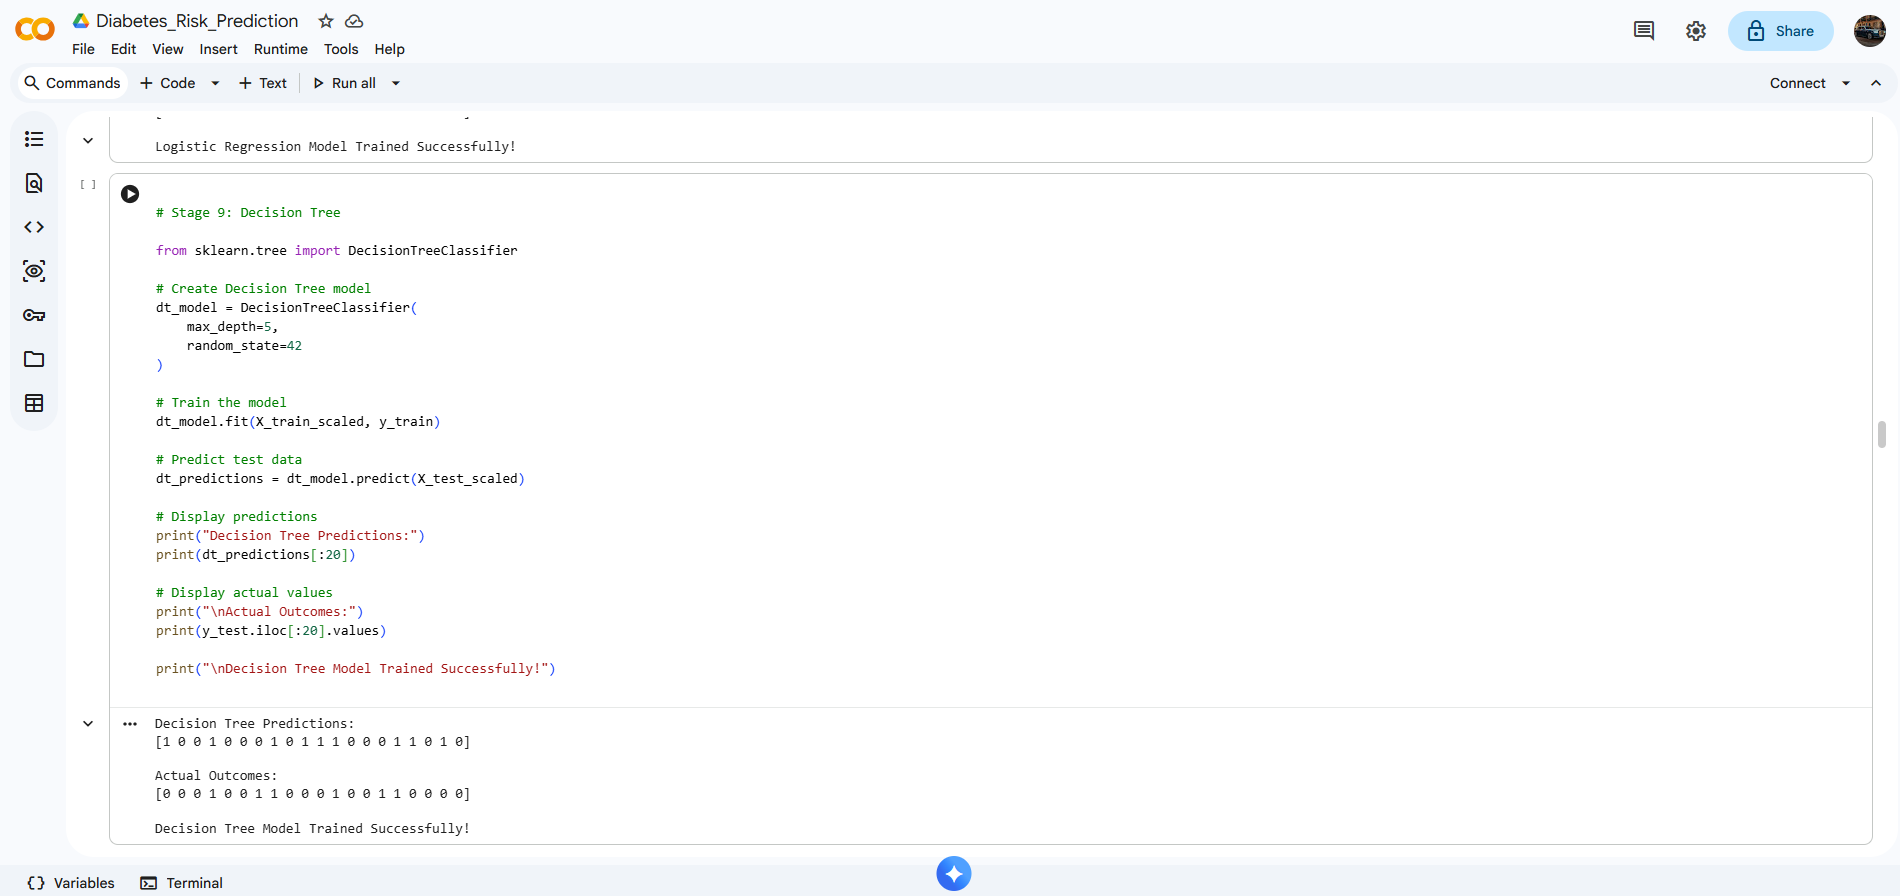 Diabetes_Risk_Prediction
File Edit View Insert Runtime Tools Help
Share
Commands + Code + Text Run all
Connect
Logistic Regression Model Trained Successfully!
[ ]
# Stage 9: Decision Tree
from sklearn.tree import DecisionTreeClassifier
# Create Decision Tree model
dt_model = DecisionTreeClassifier(
    max_depth=5,
    random_state=42
)
# Train the model
dt_model.fit(X_train_scaled, y_train)
# Predict test data
dt_predictions = dt_model.predict(X_test_scaled)
# Display predictions
print("Decision Tree Predictions:")
print(dt_predictions[:20])
# Display actual values
print("\nActual Outcomes:")
print(y_test.iloc[:20].values)
print("\nDecision Tree Model Trained Successfully!")
Decision Tree Predictions:
[1 0 0 1 0 0 0 1 0 1 1 1 0 0 0 1 1 0 1 0]
Actual Outcomes:
[0 0 0 1 0 0 1 1 0 0 0 1 0 0 1 1 0 0 0 0]
Decision Tree Model Trained Successfully!
Variables Terminal